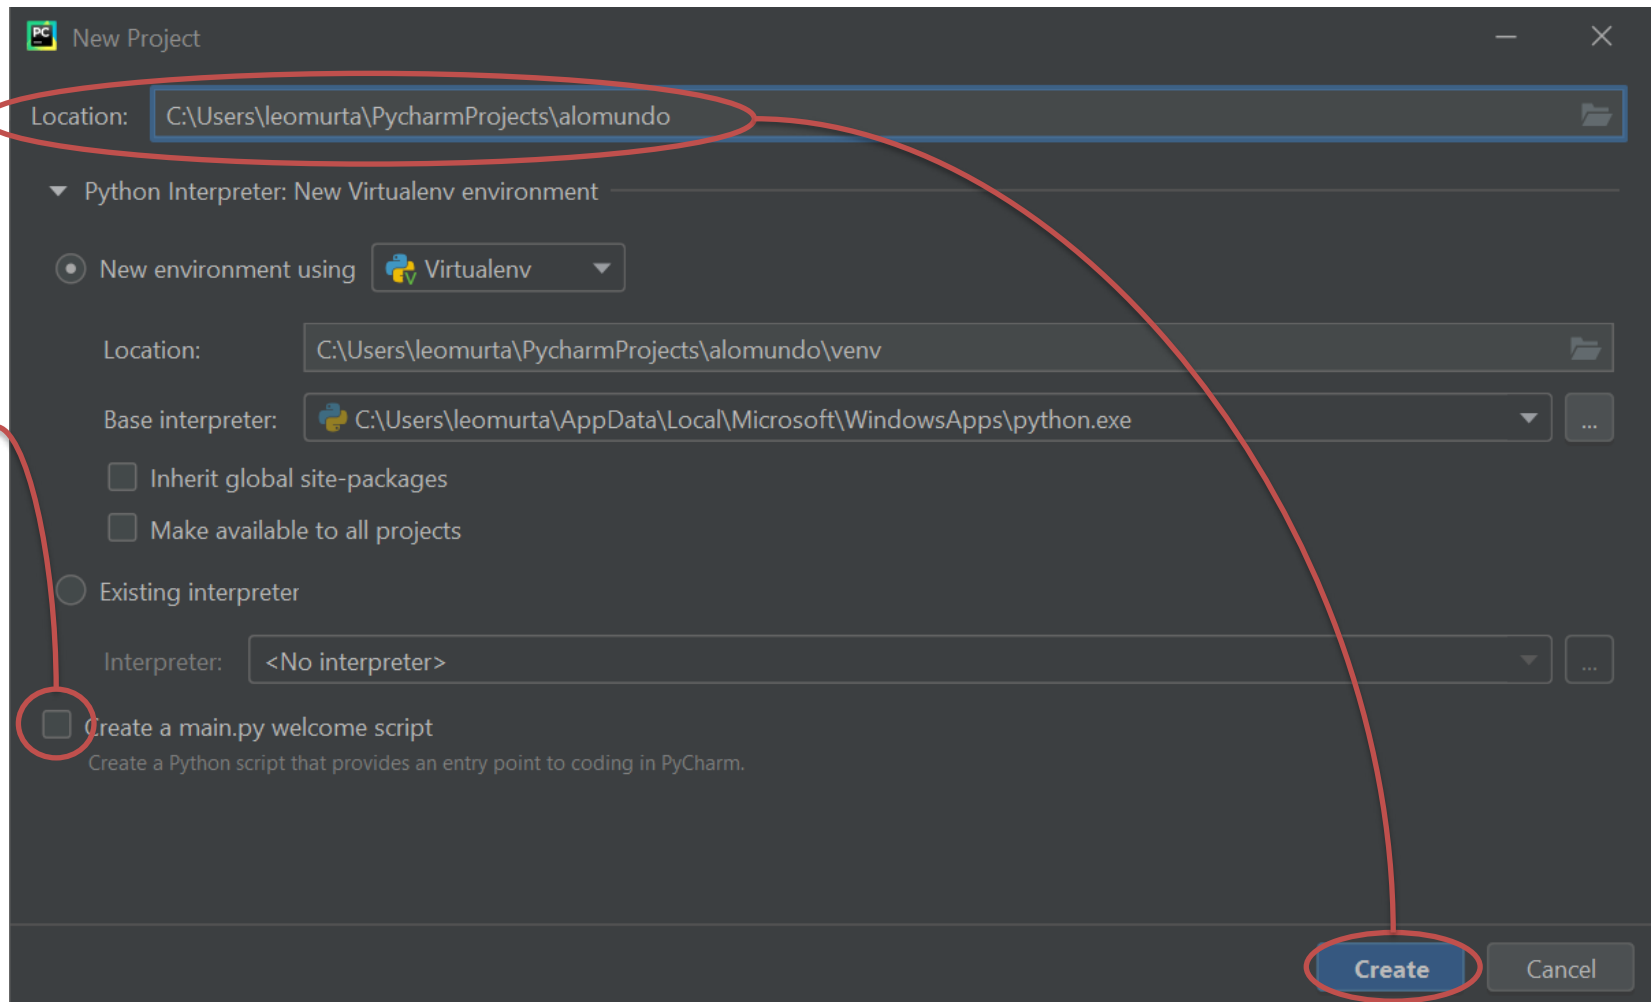 PC
New Project
Location: C:\Users\leomurta\PycharmProjects\alomundo
Python Interpreter: New Virtualenv environment
New environment using Virtualenv
Location: C:\Users\leomurta\PycharmProjects\alomundo\venv
Base interpreter: C:\Users\leomurta\AppData\Local\Microsoft\WindowsApps\python.exe ...
Inherit global site-packages
Make available to all projects
Existing interpreter
Interpreter: <No interpreter> ...
Create a main.py welcome script
Create a Python script that provides an entry point to coding in PyCharm.
Create Cancel